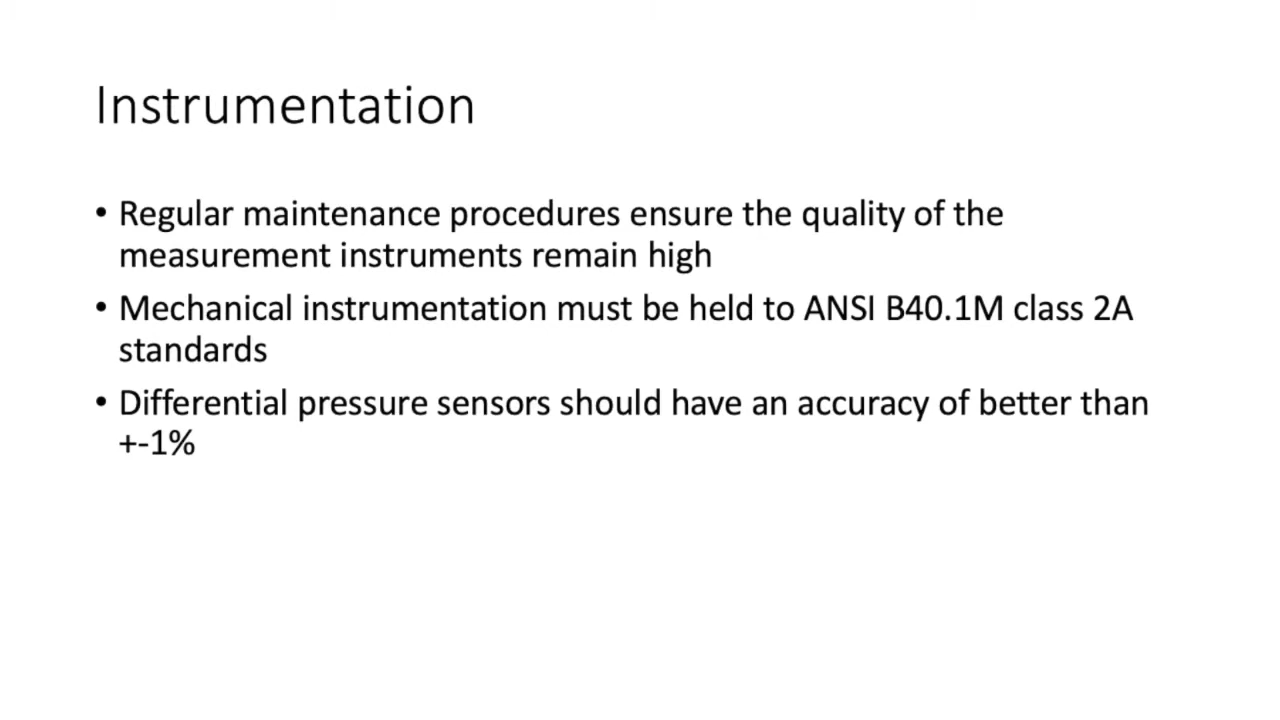 Instrumentation
• Regular maintenance procedures ensure the quality of the
measurement instruments remain high
• Mechanical instrumentation must be held to ANSI B40.1M class 2A
standards
• Differential pressure sensors should have an accuracy of better than
+-1%